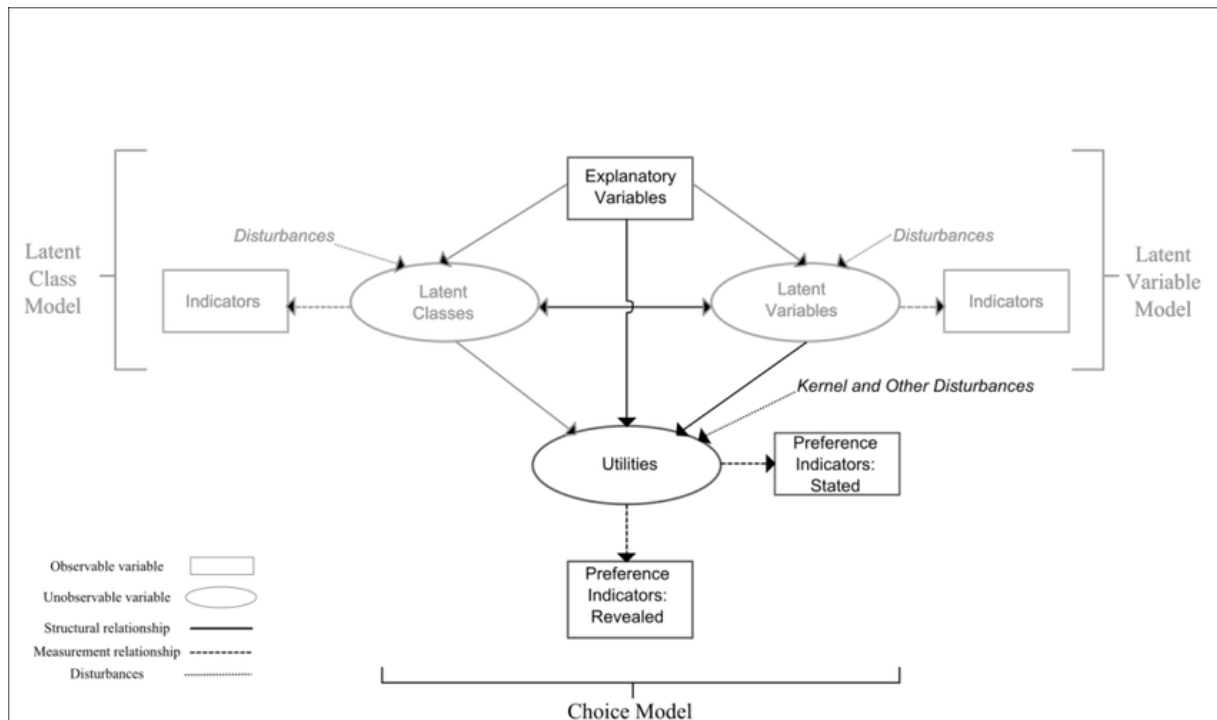 Explanatory
Variables
Disturbances
Disturbances
Latent
Class
Model
Indicators
Latent
Classes
Latent
Variables
Indicators
Latent
Variable
Model
Kernel and Other Disturbances
Utilities
Preference
Indicators:
Stated
Preference
Indicators:
Revealed
Observable variable
Unobservable variable
Structural relationship
Measurement relationship
Disturbances
Choice Model